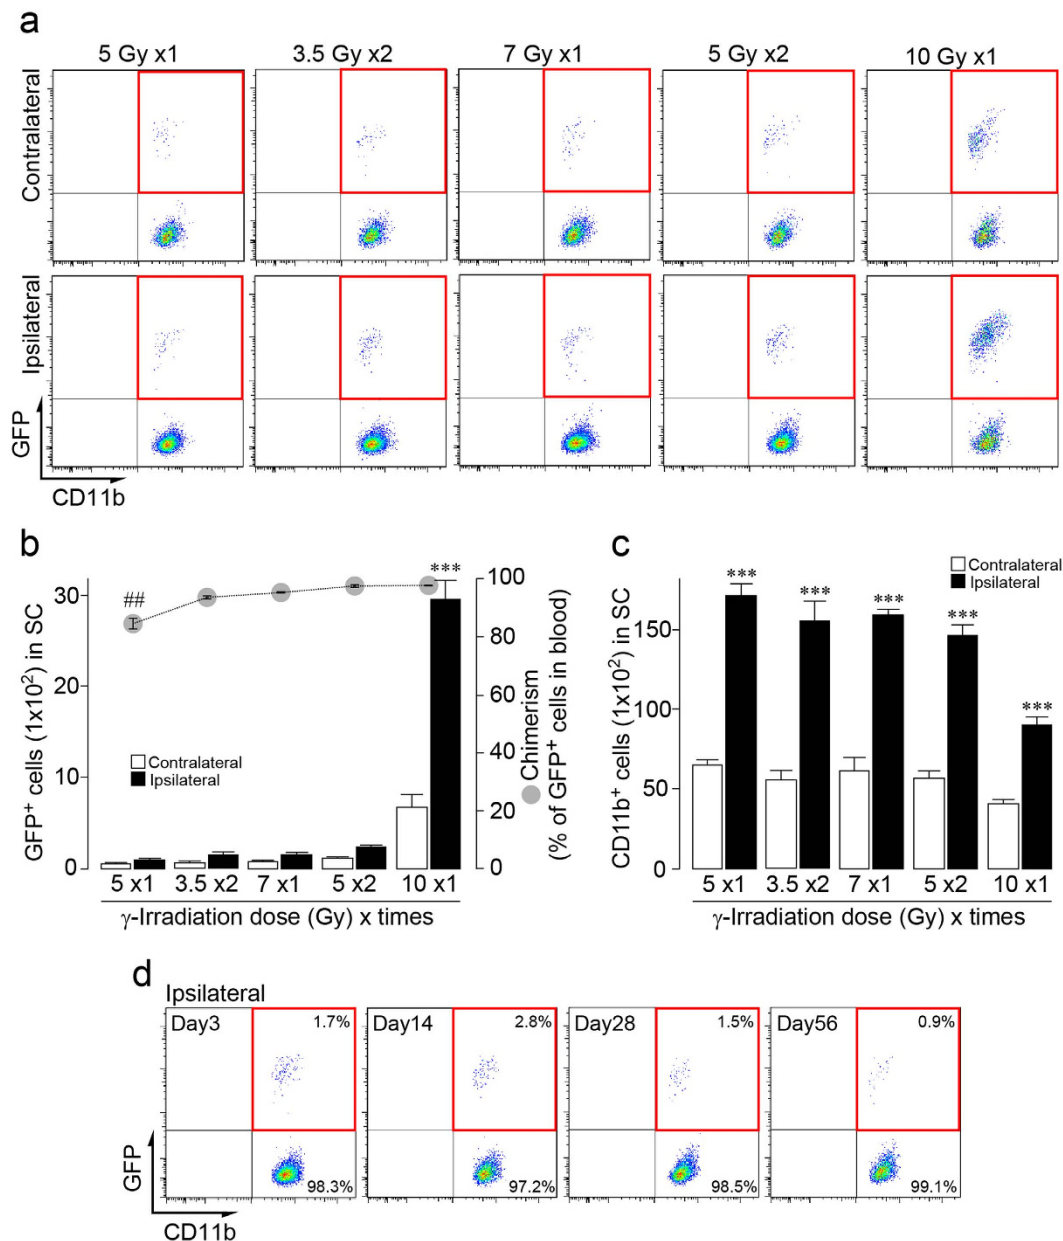 a
5 Gy x1 3.5 Gy x2 7 Gy x1 5 Gy x2 10 Gy x1
Contralateral
Ipsilateral
GFP
CD11b
b
GFP⁺ cells (1x10²) in SC
30
20
10
0
##
***
Contralateral
Ipsilateral
100
80
60
40
20
0
Chimerism
(% of GFP⁺ cells in blood)
5 x1 3.5 x2 7 x1 5 x2 10 x1
γ-Irradiation dose (Gy) x times
c
Contralateral
Ipsilateral
CD11b⁺ cells (1x10²) in SC
150
100
50
0
*** *** *** *** ***
5 x1 3.5 x2 7 x1 5 x2 10 x1
γ-Irradiation dose (Gy) x times
d
Ipsilateral
Day3 1.7% Day14 2.8% Day28 1.5% Day56 0.9%
98.3% 97.2% 98.5% 99.1%
GFP
CD11b